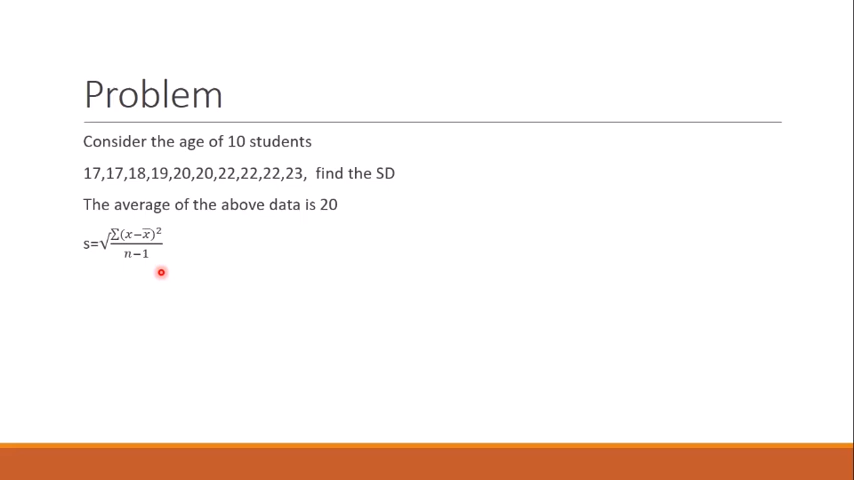 Problem
Consider the age of 10 students
17,17,18,19,20,20,22,22,22,23,  find the SD
The average of the above data is 20
s=√∑(x−x̅)²/n−1